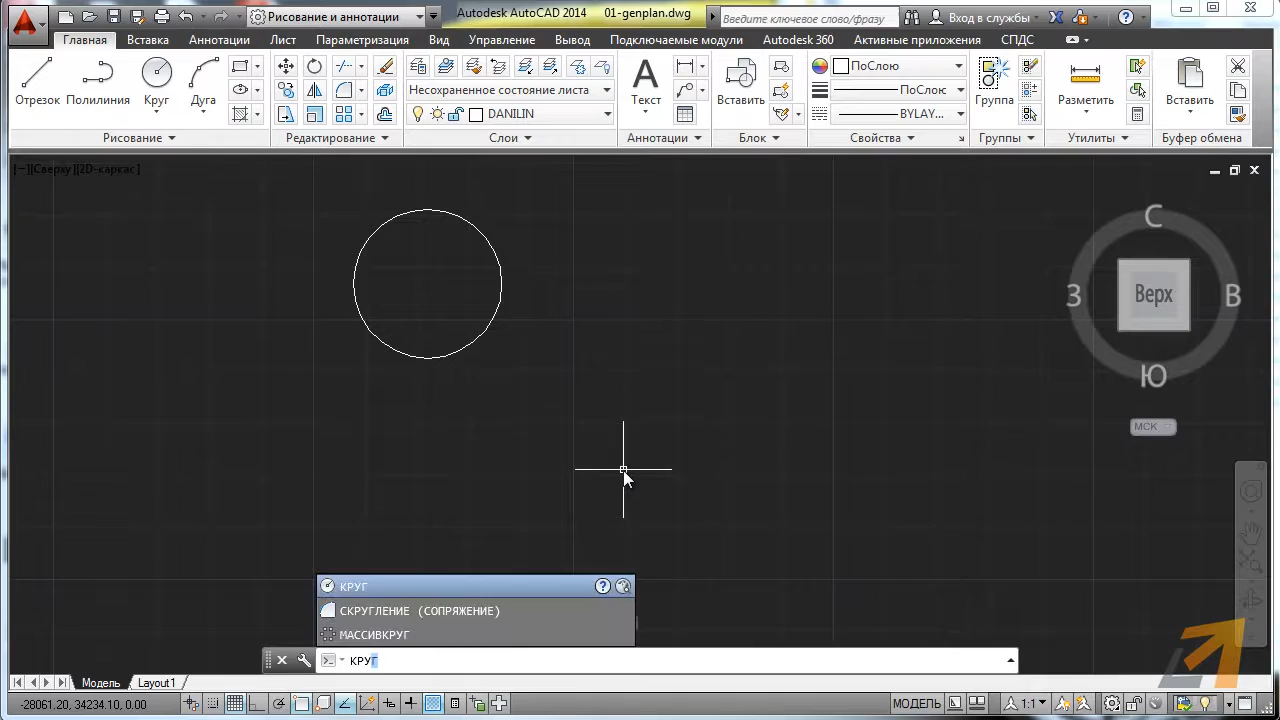 Рисование и аннотации
Autodesk AutoCAD 2014 01-genplan.dwg
Введите ключевое слово/фразу
Вход в службы
Главная Вставка Аннотации Лист Параметризация Вид Управление Вывод Подключаемые модули Autodesk 360 Активные приложения СПДС
Отрезок Полилиния Круг Дуга
Несохраненное состояние листа
DANILIN
Текст
Вставить
ПоСлою
ПоСлою
BYLAY...
Группа
Разметить
Вставить
Рисование Редактирование Слои Аннотации Блок Свойства Группы Утилиты Буфер обмена
[−][Сверху][2D-каркас]
С
З Верх В
Ю
МСК
КРУГ
СКРУГЛЕНИЕ (СОПРЯЖЕНИЕ)
МАССИВКРУГ
КРУГ
Модель Layout1
-28061.20, 34234.10, 0.00
МОДЕЛЬ
1:1